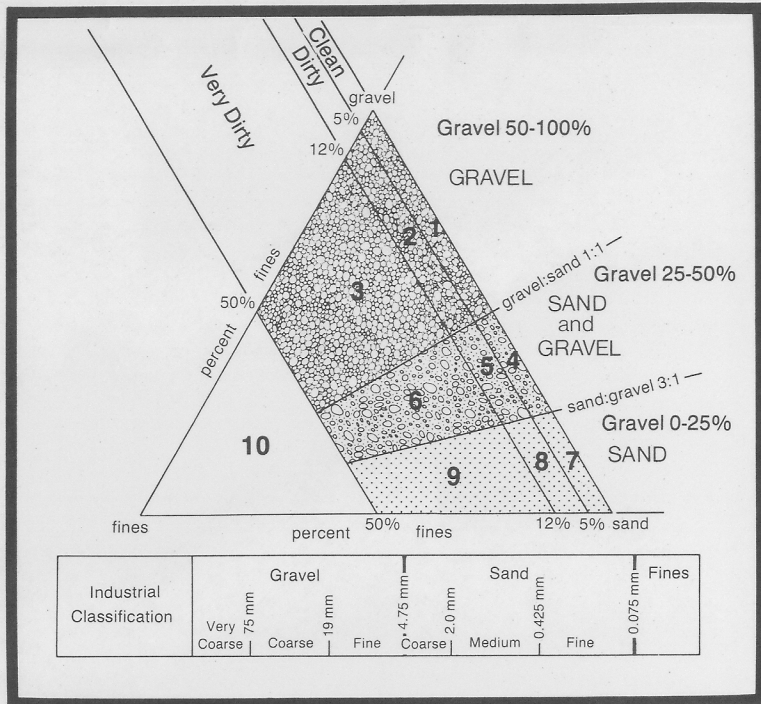 Very Dirty
Dirty
Clean
gravel
5%
12%
Gravel 50-100%
GRAVEL
1
2
3
fines
50%
percent
gravel:sand 1:1
Gravel 25-50%
SAND
and
GRAVEL
4
5
6
sand:gravel 3:1
Gravel 0-25%
SAND
10
9
8
7
fines
percent 50% fines 12% 5% sand
Industrial
Classification
Gravel Sand Fines
75 mm 19 mm 4.75 mm 2.0 mm 0.425 mm 0.075 mm
Very
Coarse Coarse Fine Coarse Medium Fine